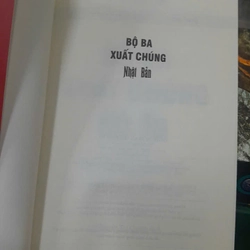 BỘ BA
XUẤT CHÚNG
Nhật Bản